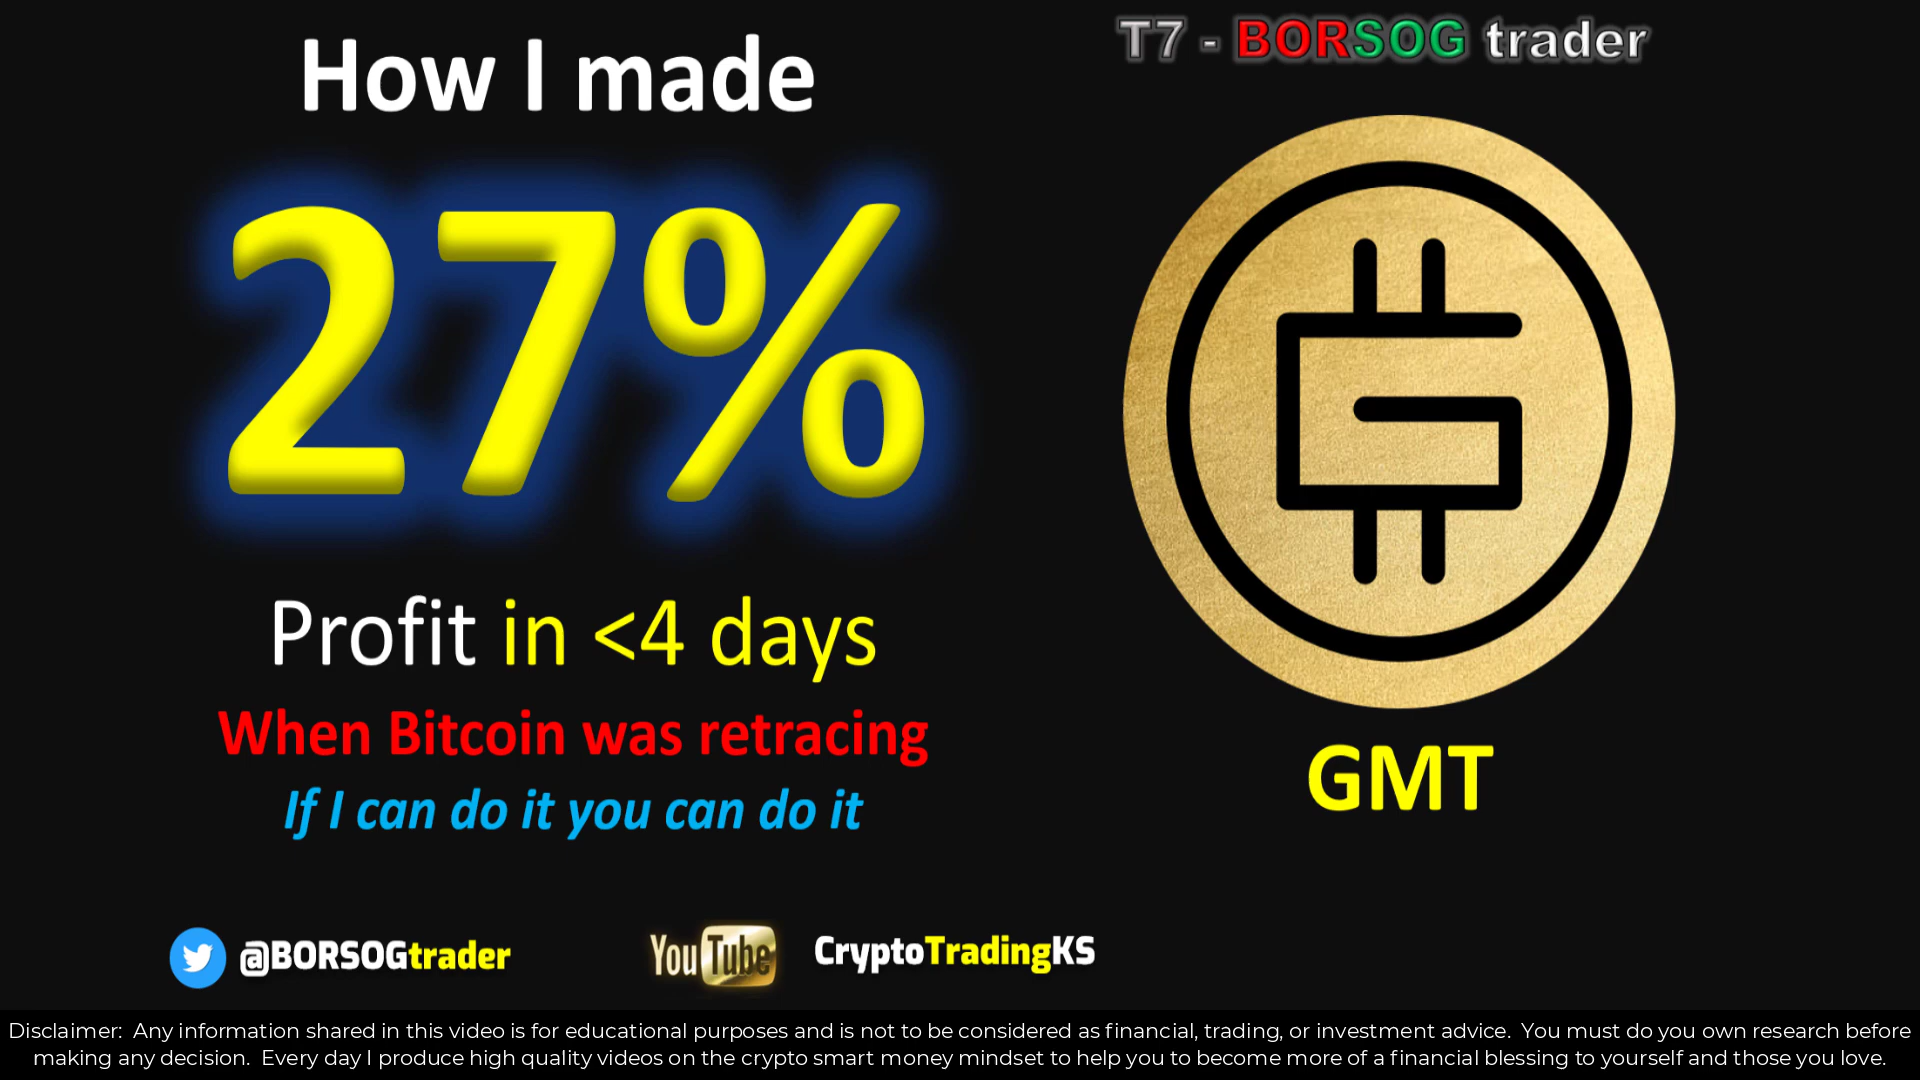 How I made
27%
Profit in <4 days
When Bitcoin was retracing
If I can do it you can do it
T7 - BORSOG trader
GMT
@BORSOGtrader
YouTube CryptoTradingKS
Disclaimer: Any information shared in this video is for educational purposes and is not to be considered as financial, trading, or investment advice. You must do you own research before
making any decision. Every day I produce high quality videos on the crypto smart money mindset to help you to become more of a financial blessing to yourself and those you love.